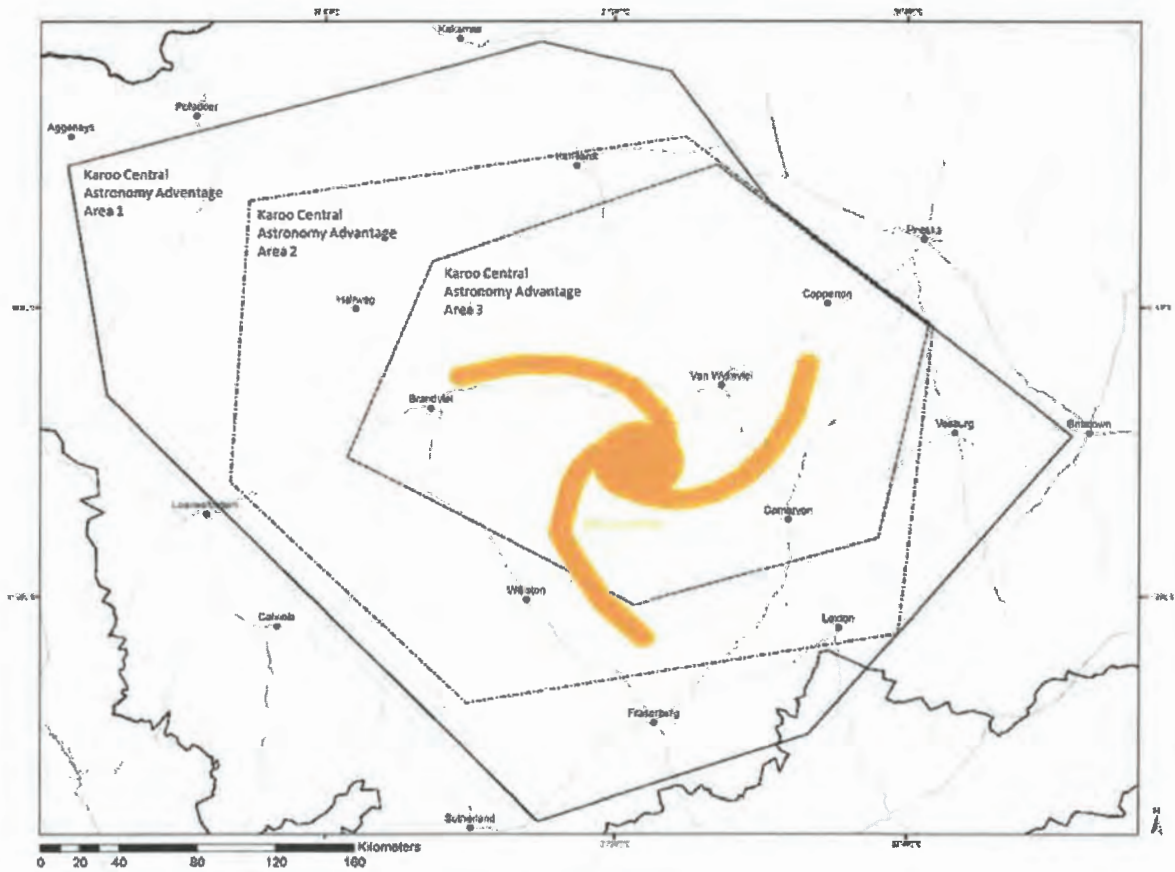 Kakamas
Pofadder
Aggeneys
Karoo Central
Astronomy Advantage
Area 1
Karoo Central
Astronomy Advantage
Area 2
Karoo Central
Astronomy Advantage
Area 3
Prieska
Copperton
Van Wyksvlei
Brandvlei
Vosburg
Britstown
Loeriesfontein
Carnarvon
Williston
Calvinia
Loxton
Fraserburg
Sutherland
Kilometers
0 20 40 80 120 160
N